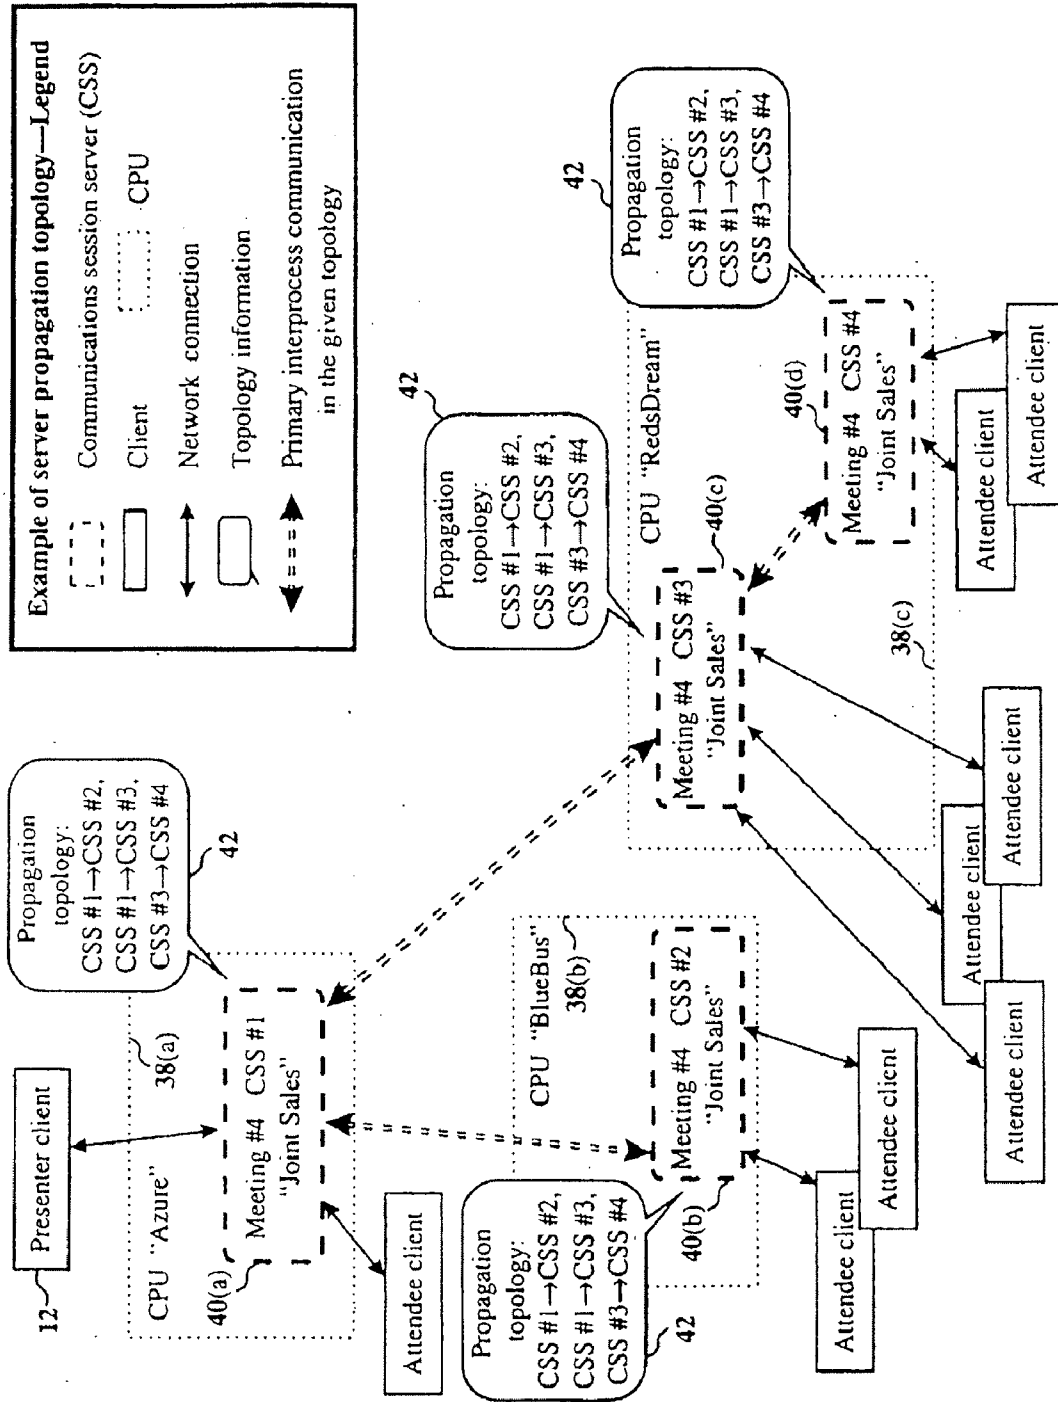 Example of server propagation topology—Legend
Communications session server (CSS)
Client
CPU
Network connection
Topology information
Primary interprocess communication
in the given topology
12
Presenter client
CPU "Azure"
38(a)
Propagation
topology:
CSS #1→CSS #2,
CSS #1→CSS #3,
CSS #3→CSS #4
42
40(a)
Meeting #4 CSS #1
"Joint Sales"
Attendee client
Propagation
topology:
CSS #1→CSS #2,
CSS #1→CSS #3,
CSS #3→CSS #4
42
CPU "BlueBus"
38(b)
Meeting #4 CSS #2
"Joint Sales"
40(b)
Attendee client
Attendee client
Propagation
topology:
CSS #1→CSS #2,
CSS #1→CSS #3,
CSS #3→CSS #4
42
CPU "RedsDream"
Meeting #4 CSS #3
"Joint Sales"
40(c)
Attendee client
Attendee client
Attendee client
38(c)
Propagation
topology:
CSS #1→CSS #2,
CSS #1→CSS #3,
CSS #3→CSS #4
42
40(d)
Meeting #4 CSS #4
"Joint Sales"
Attendee client
Attendee client